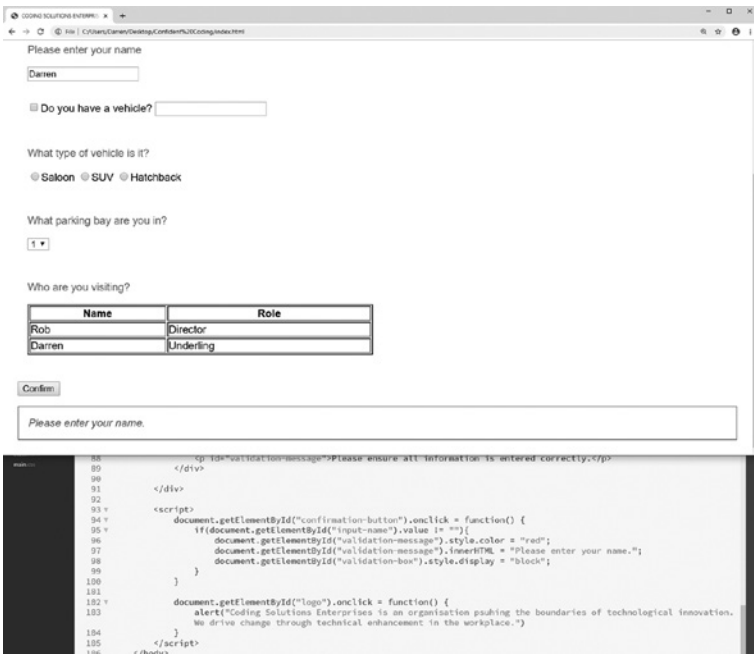 CODING SOLUTIONS ENTERPRI
File | C:/Users/Darren/Desktop/Confident%20Coding/index.html
Please enter your name
Darren
Do you have a vehicle?
What type of vehicle is it?
Saloon SUV Hatchback
What parking bay are you in?
1
Who are you visiting?
Name Role
Rob Director
Darren Underling
Confirm
Please enter your name.
main
88 <p id="validation-message">Please ensure all information is entered correctly.</p>
89 </div>
90
91 </div>
92
93 <script>
94 document.getElementById("confirmation-button").onclick = function() {
95 if(document.getElementById("input-name").value != ""){
96 document.getElementById("validation-message").style.color = "red";
97 document.getElementById("validation-message").innerHTML = "Please enter your name.";
98 document.getElementById("validation-box").style.display = "block";
99 }
100 }
101
102 document.getElementById("logo").onclick = function() {
103 alert("Coding Solutions Enterprises is an organisation psuhing the boundaries of technological innovation.
We drive change through technical enhancement in the workplace.")
104 }
105 </script>
106 </body>